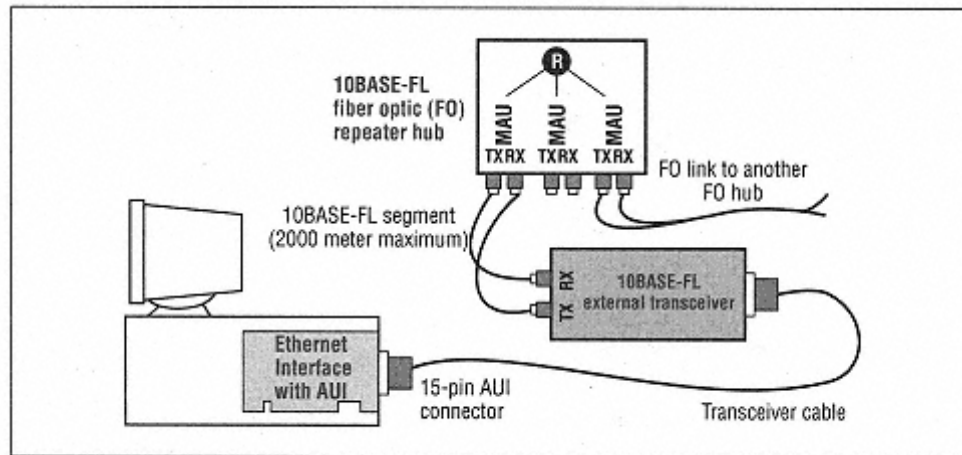 R
10BASE-FL
fiber optic (FO)
repeater hub
MAU MAU MAU
TX RX TX RX TX RX
FO link to another
FO hub
10BASE-FL segment
(2000 meter maximum)
RX
TX
10BASE-FL
external transceiver
Ethernet
Interface
with AUI
15-pin AUI
connector
Transceiver cable